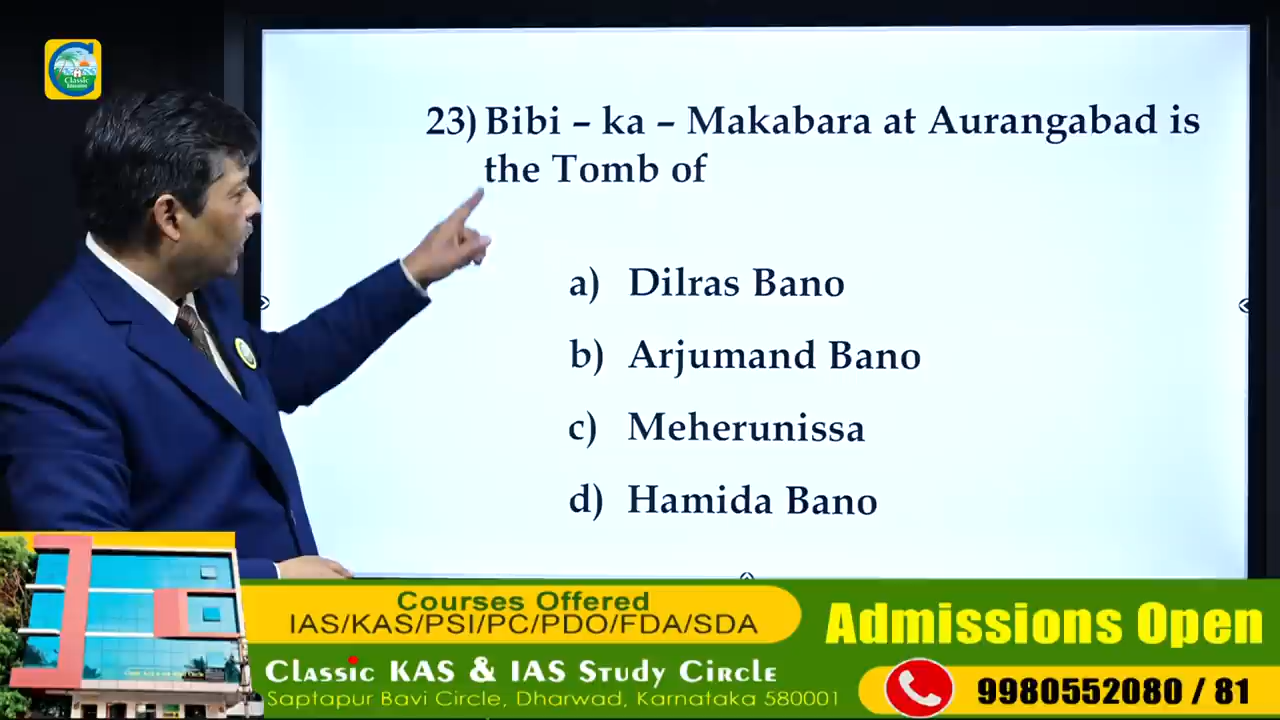 Classic
Education
23) Bibi – ka – Makabara at Aurangabad is
the Tomb of
a) Dilras Bano
b) Arjumand Bano
c) Meherunissa
d) Hamida Bano
Courses Offered
IAS/KAS/PSI/PC/PDO/FDA/SDA
Classic KAS & IAS Study Circle
Saptapur Bavi Circle, Dharwad, Karnataka 580001
Admissions Open
9980552080 / 81